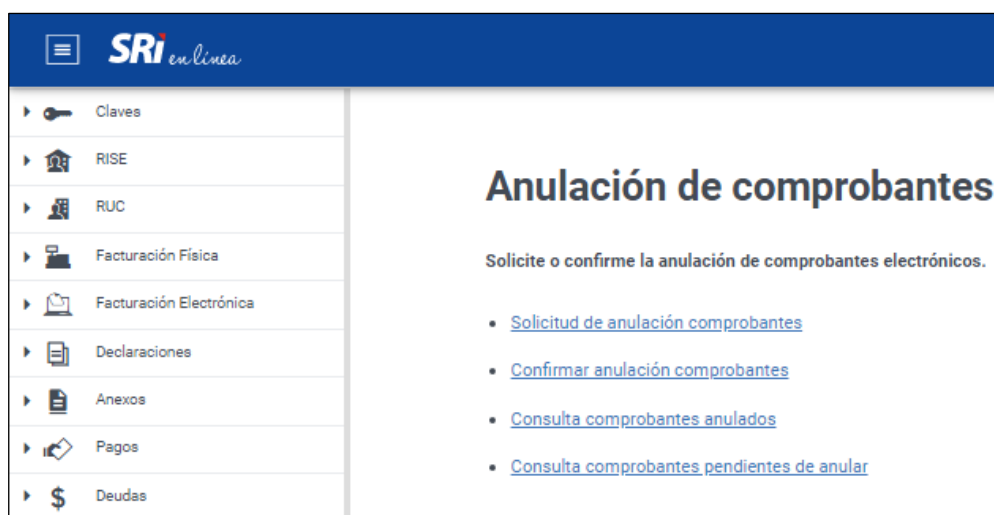 SRi en línea
Claves
RISE
RUC
Facturación Física
Facturación Electrónica
Declaraciones
Anexos
Pagos
Deudas
Anulación de comprobantes
Solicite o confirme la anulación de comprobantes electrónicos.
Solicitud de anulación comprobantes
Confirmar anulación comprobantes
Consulta comprobantes anulados
Consulta comprobantes pendientes de anular